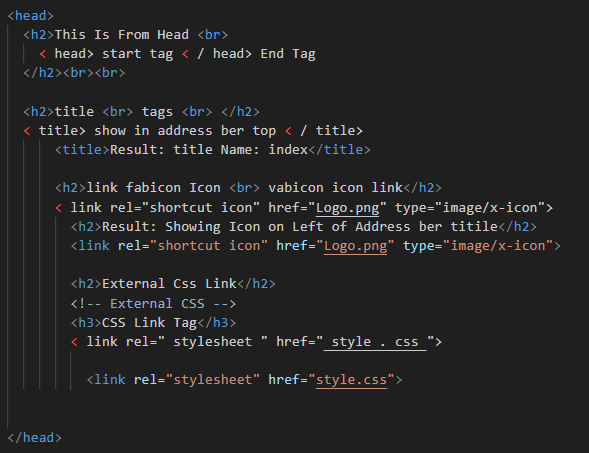 <head>
<h2>This Is From Head <br>
< head> start tag < / head> End Tag
</h2><br><br>
<h2>title <br> tags <br> </h2>
< title> show in address ber top < / title>
<title>Result: title Name: index</title>
<h2>link fabicon Icon <br> vabicon icon link</h2>
< link rel="shortcut icon" href="Logo.png" type="image/x-icon">
<h2>Result: Showing Icon on Left of Address ber titile</h2>
<link rel="shortcut icon" href="Logo.png" type="image/x-icon">
<h2>External Css Link</h2>
<!-- External CSS -->
<h3>CSS Link Tag</h3>
< link rel=" stylesheet " href=" style . css ">
<link rel="stylesheet" href="style.css">
</head>